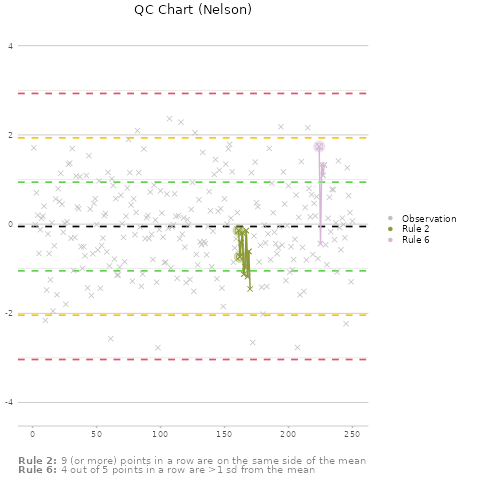 QC Chart (Nelson)
4
2
0
-2
-4
0
50
100
150
200
250
Observation
Rule 2
Rule 6
Rule 2: 9 (or more) points in a row are on the same side of the mean
Rule 6: 4 out of 5 points in a row are >1 sd from the mean